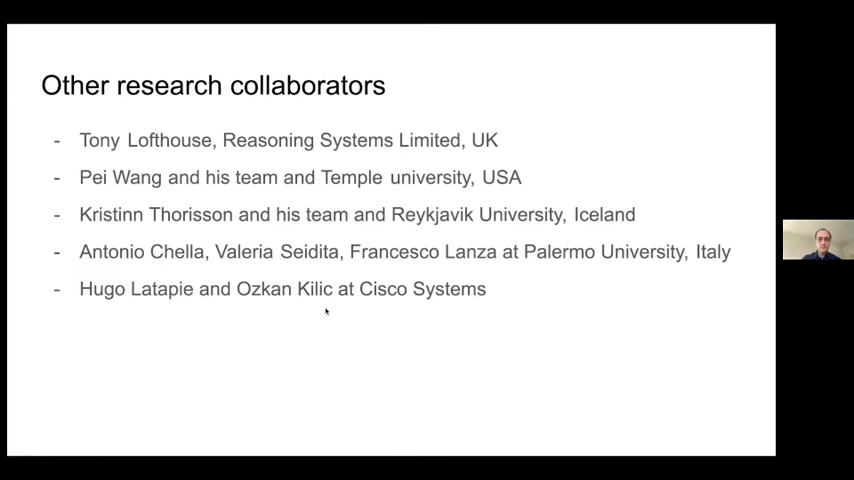 Other research collaborators
- Tony Lofthouse, Reasoning Systems Limited, UK
- Pei Wang and his team and Temple university, USA
- Kristinn Thorisson and his team and Reykjavik University, Iceland
- Antonio Chella, Valeria Seidita, Francesco Lanza at Palermo University, Italy
- Hugo Latapie and Ozkan Kilic at Cisco Systems